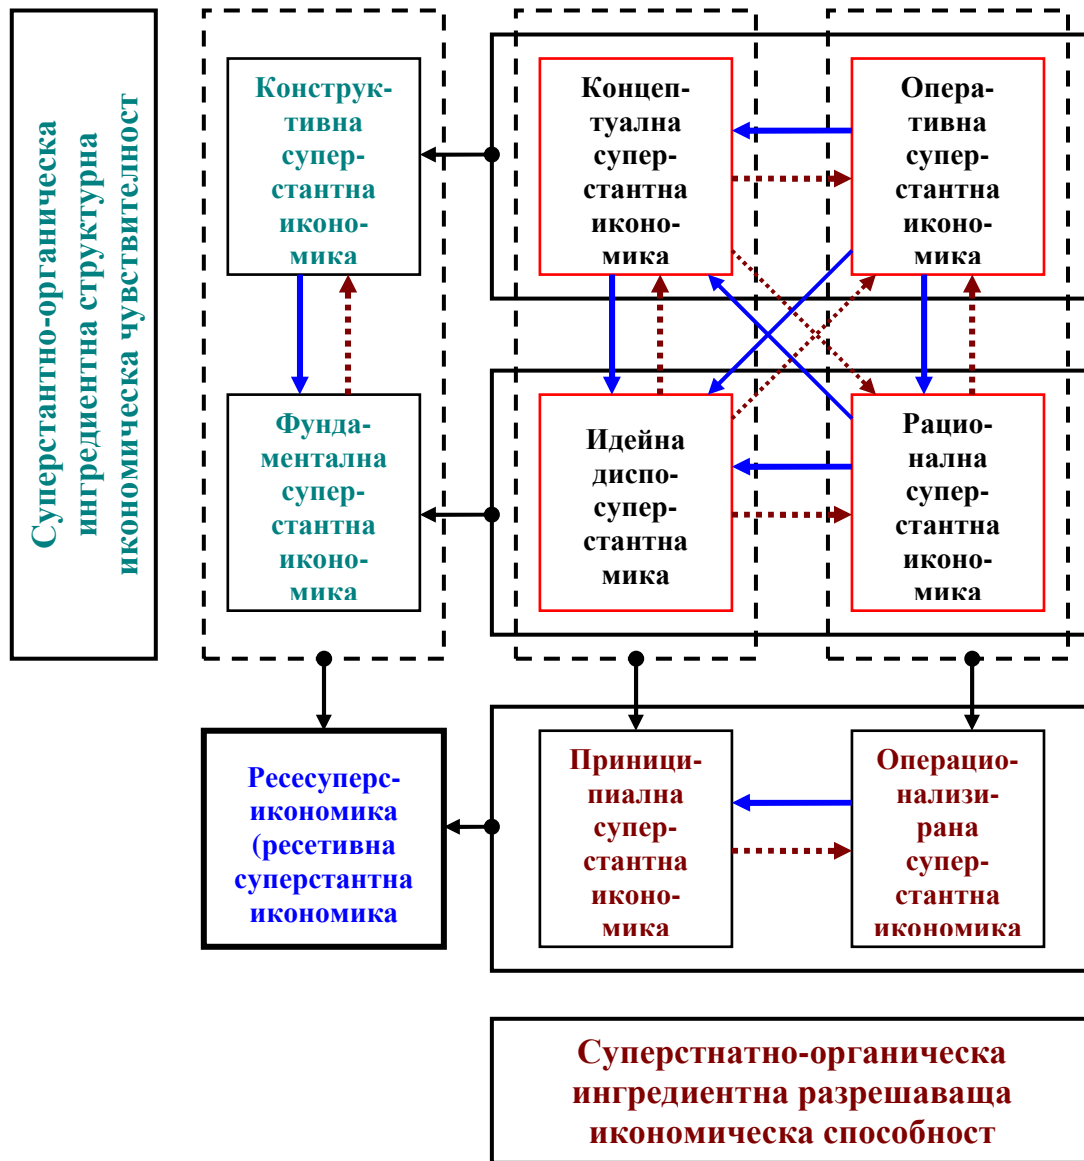 Суперстантно-органическа
ингредиентна структурна
икономическа чувствителност
Конструк-
тивна
супер-
стантна
иконо-
мика
Концеп-
туална
супер-
стантна
иконо-
мика
Опера-
тивна
супер-
стантна
иконо-
мика
Фунда-
ментална
супер-
стантна
иконо-
мика
Идейна
диспо-
супер-
стантна
мика
Рацио-
нална
супер-
стантна
иконо-
мика
Ресесуперс-
икономика
(ресетивна
суперстантна
икономика
Приници-
пиална
супер-
стантна
иконо-
мика
Операцио-
нализи-
рана
супер-
стантна
икономика
Суперстнатно-органическа
ингредиентна разрешаваща
икономическа способност